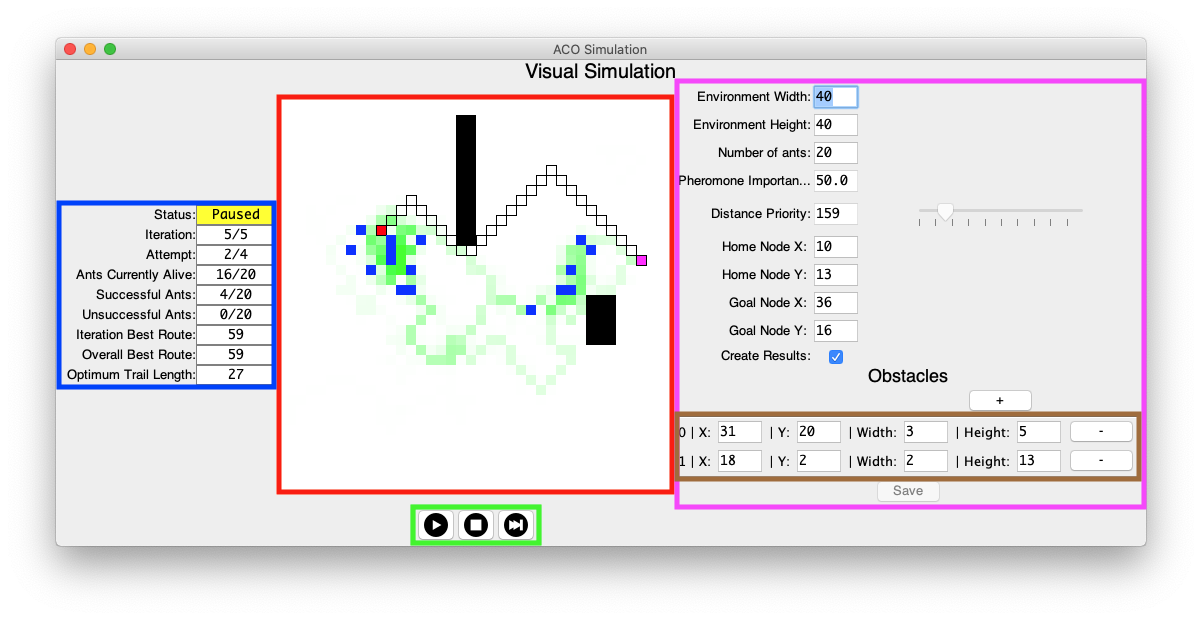 ACO Simulation
Visual Simulation
Status: Paused
Iteration: 5/5
Attempt: 2/4
Ants Currently Alive: 16/20
Successful Ants: 4/20
Unsuccessful Ants: 0/20
Iteration Best Route: 59
Overall Best Route: 59
Optimum Trail Length: 27
Environment Width: 40
Environment Height: 40
Number of ants: 20
Pheromone Importan... 50.0
Distance Priority: 159
Home Node X: 10
Home Node Y: 13
Goal Node X: 36
Goal Node Y: 16
Create Results:
Obstacles
+
0 | X: 31 | Y: 20 | Width: 3 | Height: 5 -
1 | X: 18 | Y: 2 | Width: 2 | Height: 13 -
Save